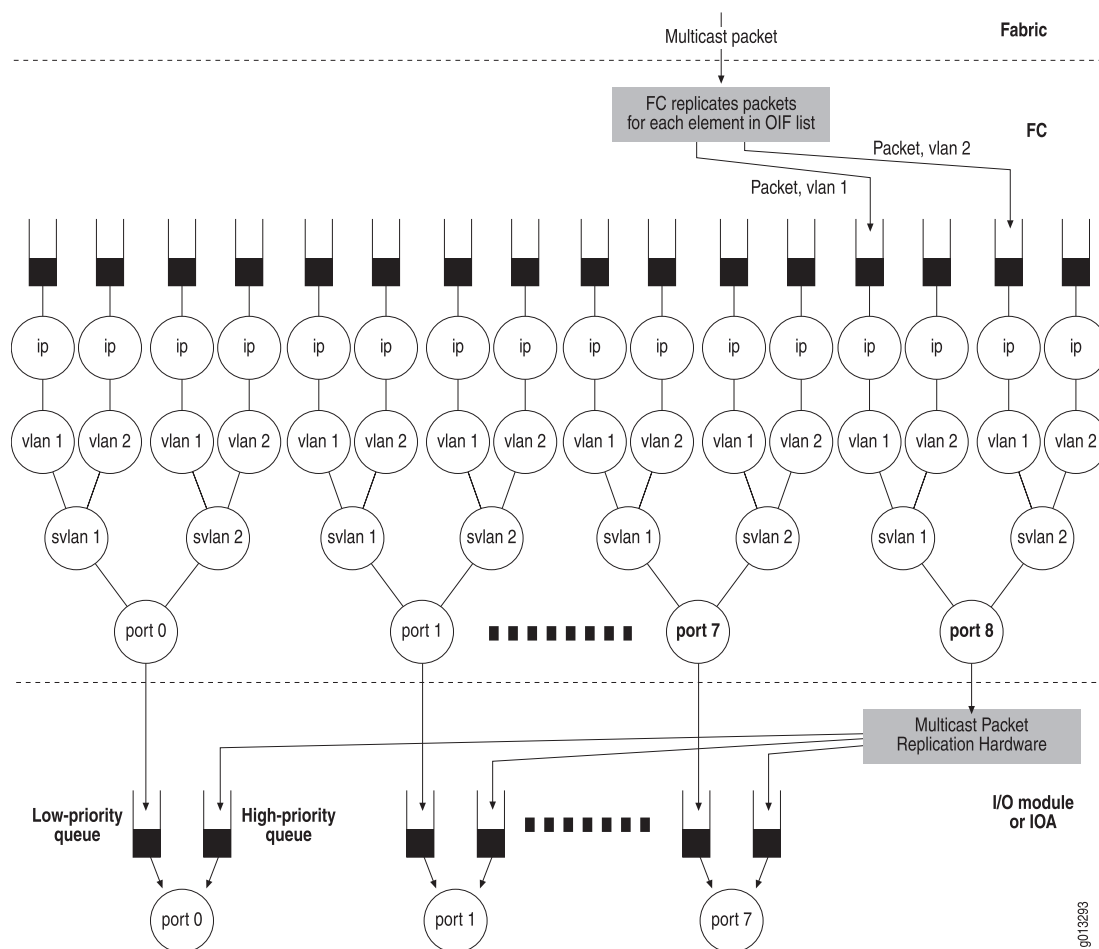 Multicast packet
Fabric
FC replicates packets
for each element in OIF list
FC
Packet, vlan 2
Packet, vlan 1
ip ip ip ip ip ip ip ip ip ip ip ip ip ip ip ip
vlan 1 vlan 2 vlan 1 vlan 2 vlan 1 vlan 2 vlan 1 vlan 2 vlan 1 vlan 2 vlan 1 vlan 2 vlan 1 vlan 2 vlan 1 vlan 2
svlan 1 svlan 2 svlan 1 svlan 2 svlan 1 svlan 2 svlan 1 svlan 2
port 0 port 1 port 7 port 8
Multicast Packet
Replication Hardware
Low-priority
queue
High-priority
queue
I/O module
or IOA
port 0 port 1 port 7
g013293